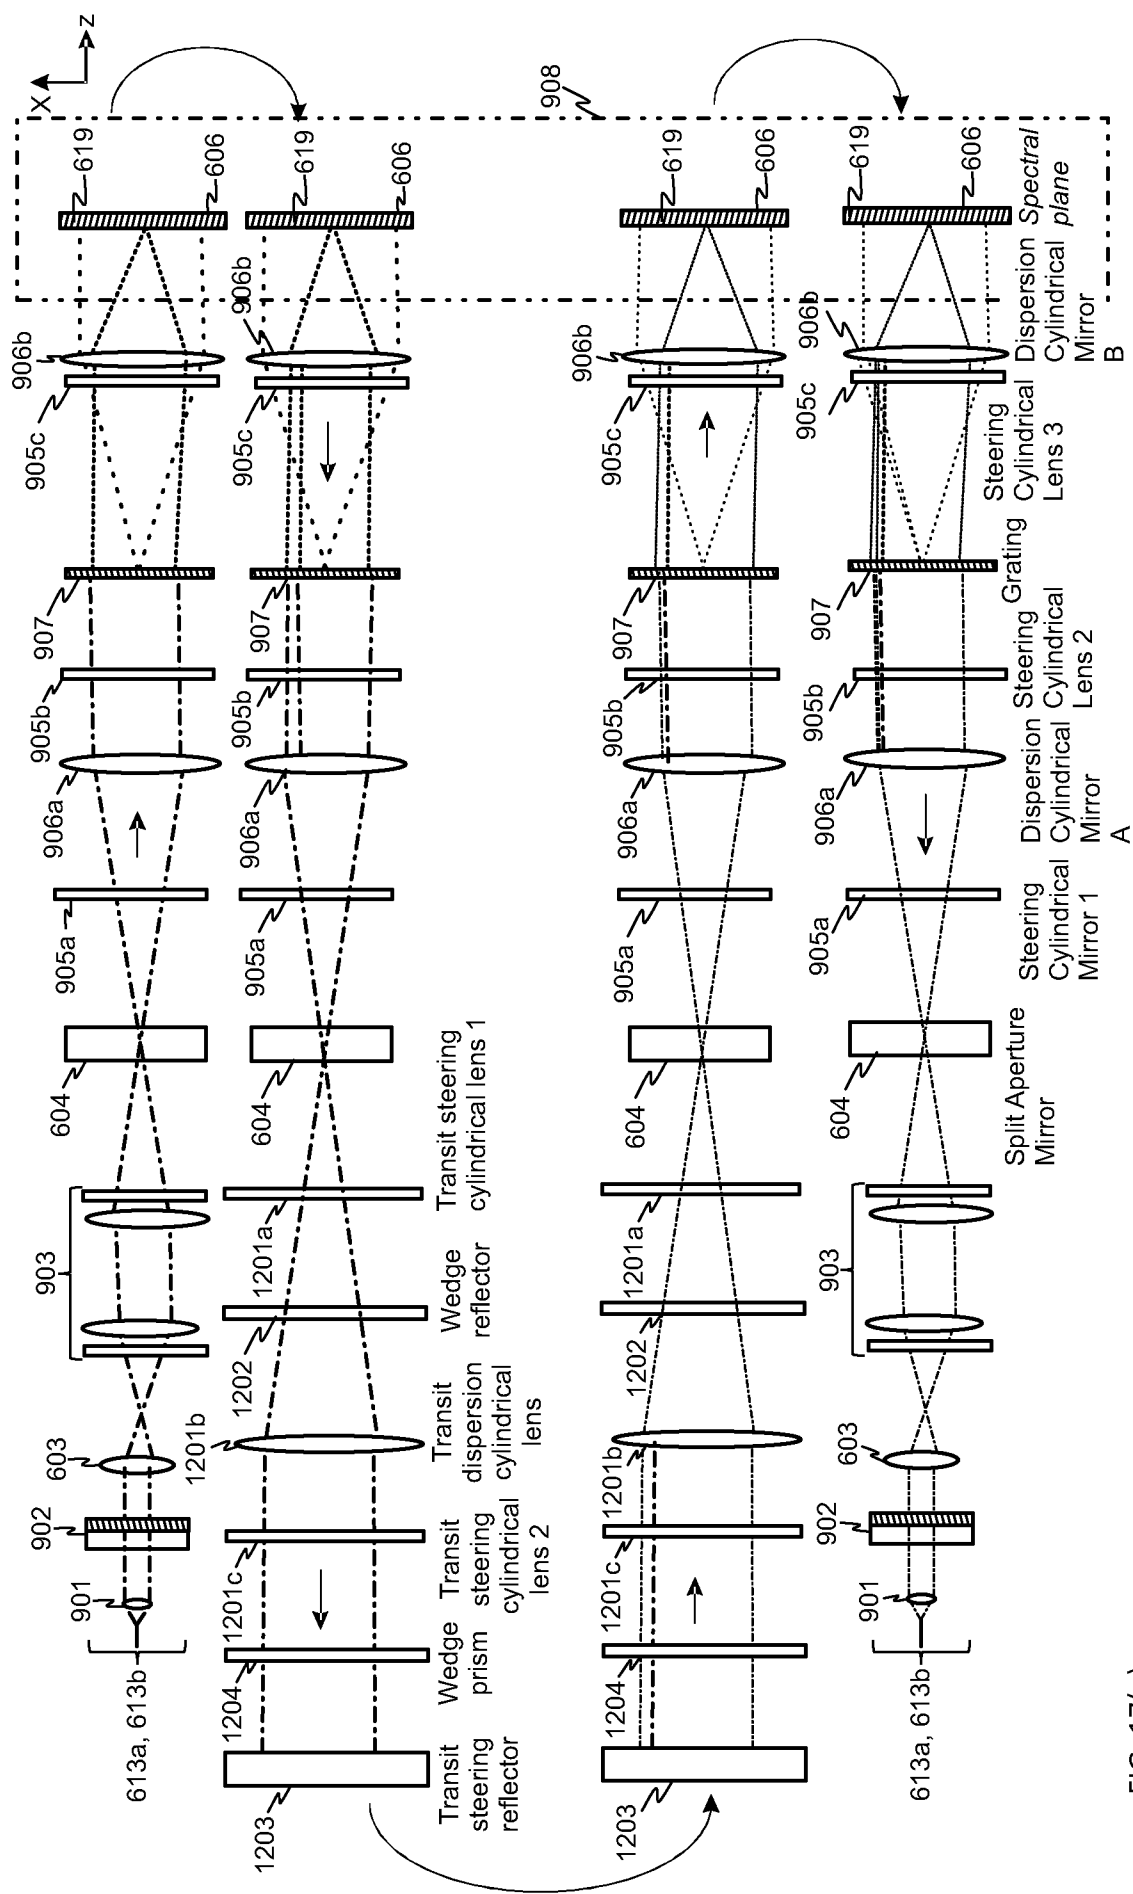 X
z
613a, 613b
901
902
603
903
604
905a
906a
905b
907
905c
906b
619
606
Transit
steering
reflector
1203
Wedge
prism
1204
Transit
steering
cylindrical
lens 2
1201c
Transit
dispersion
cylindrical
lens
1201b
Wedge
reflector
1202
Transit steering
cylindrical lens 1
1201a
604
905a
906a
905b
907
905c
906b
619
606
908
1203
1204
1201c
1201b
1202
1201a
604
905a
906a
905b
907
905c
906b
619
606
613a, 613b
901
902
603
903
604
905a
906a
905b
907
905c
906b
619
606
Split Aperture
Mirror
Steering
Cylindrical
Mirror 1
Dispersion
Cylindrical
Mirror
A
Steering
Cylindrical
Lens 2
Grating
Steering
Cylindrical
Lens 3
Dispersion
Cylindrical
Mirror
B
Spectral
plane